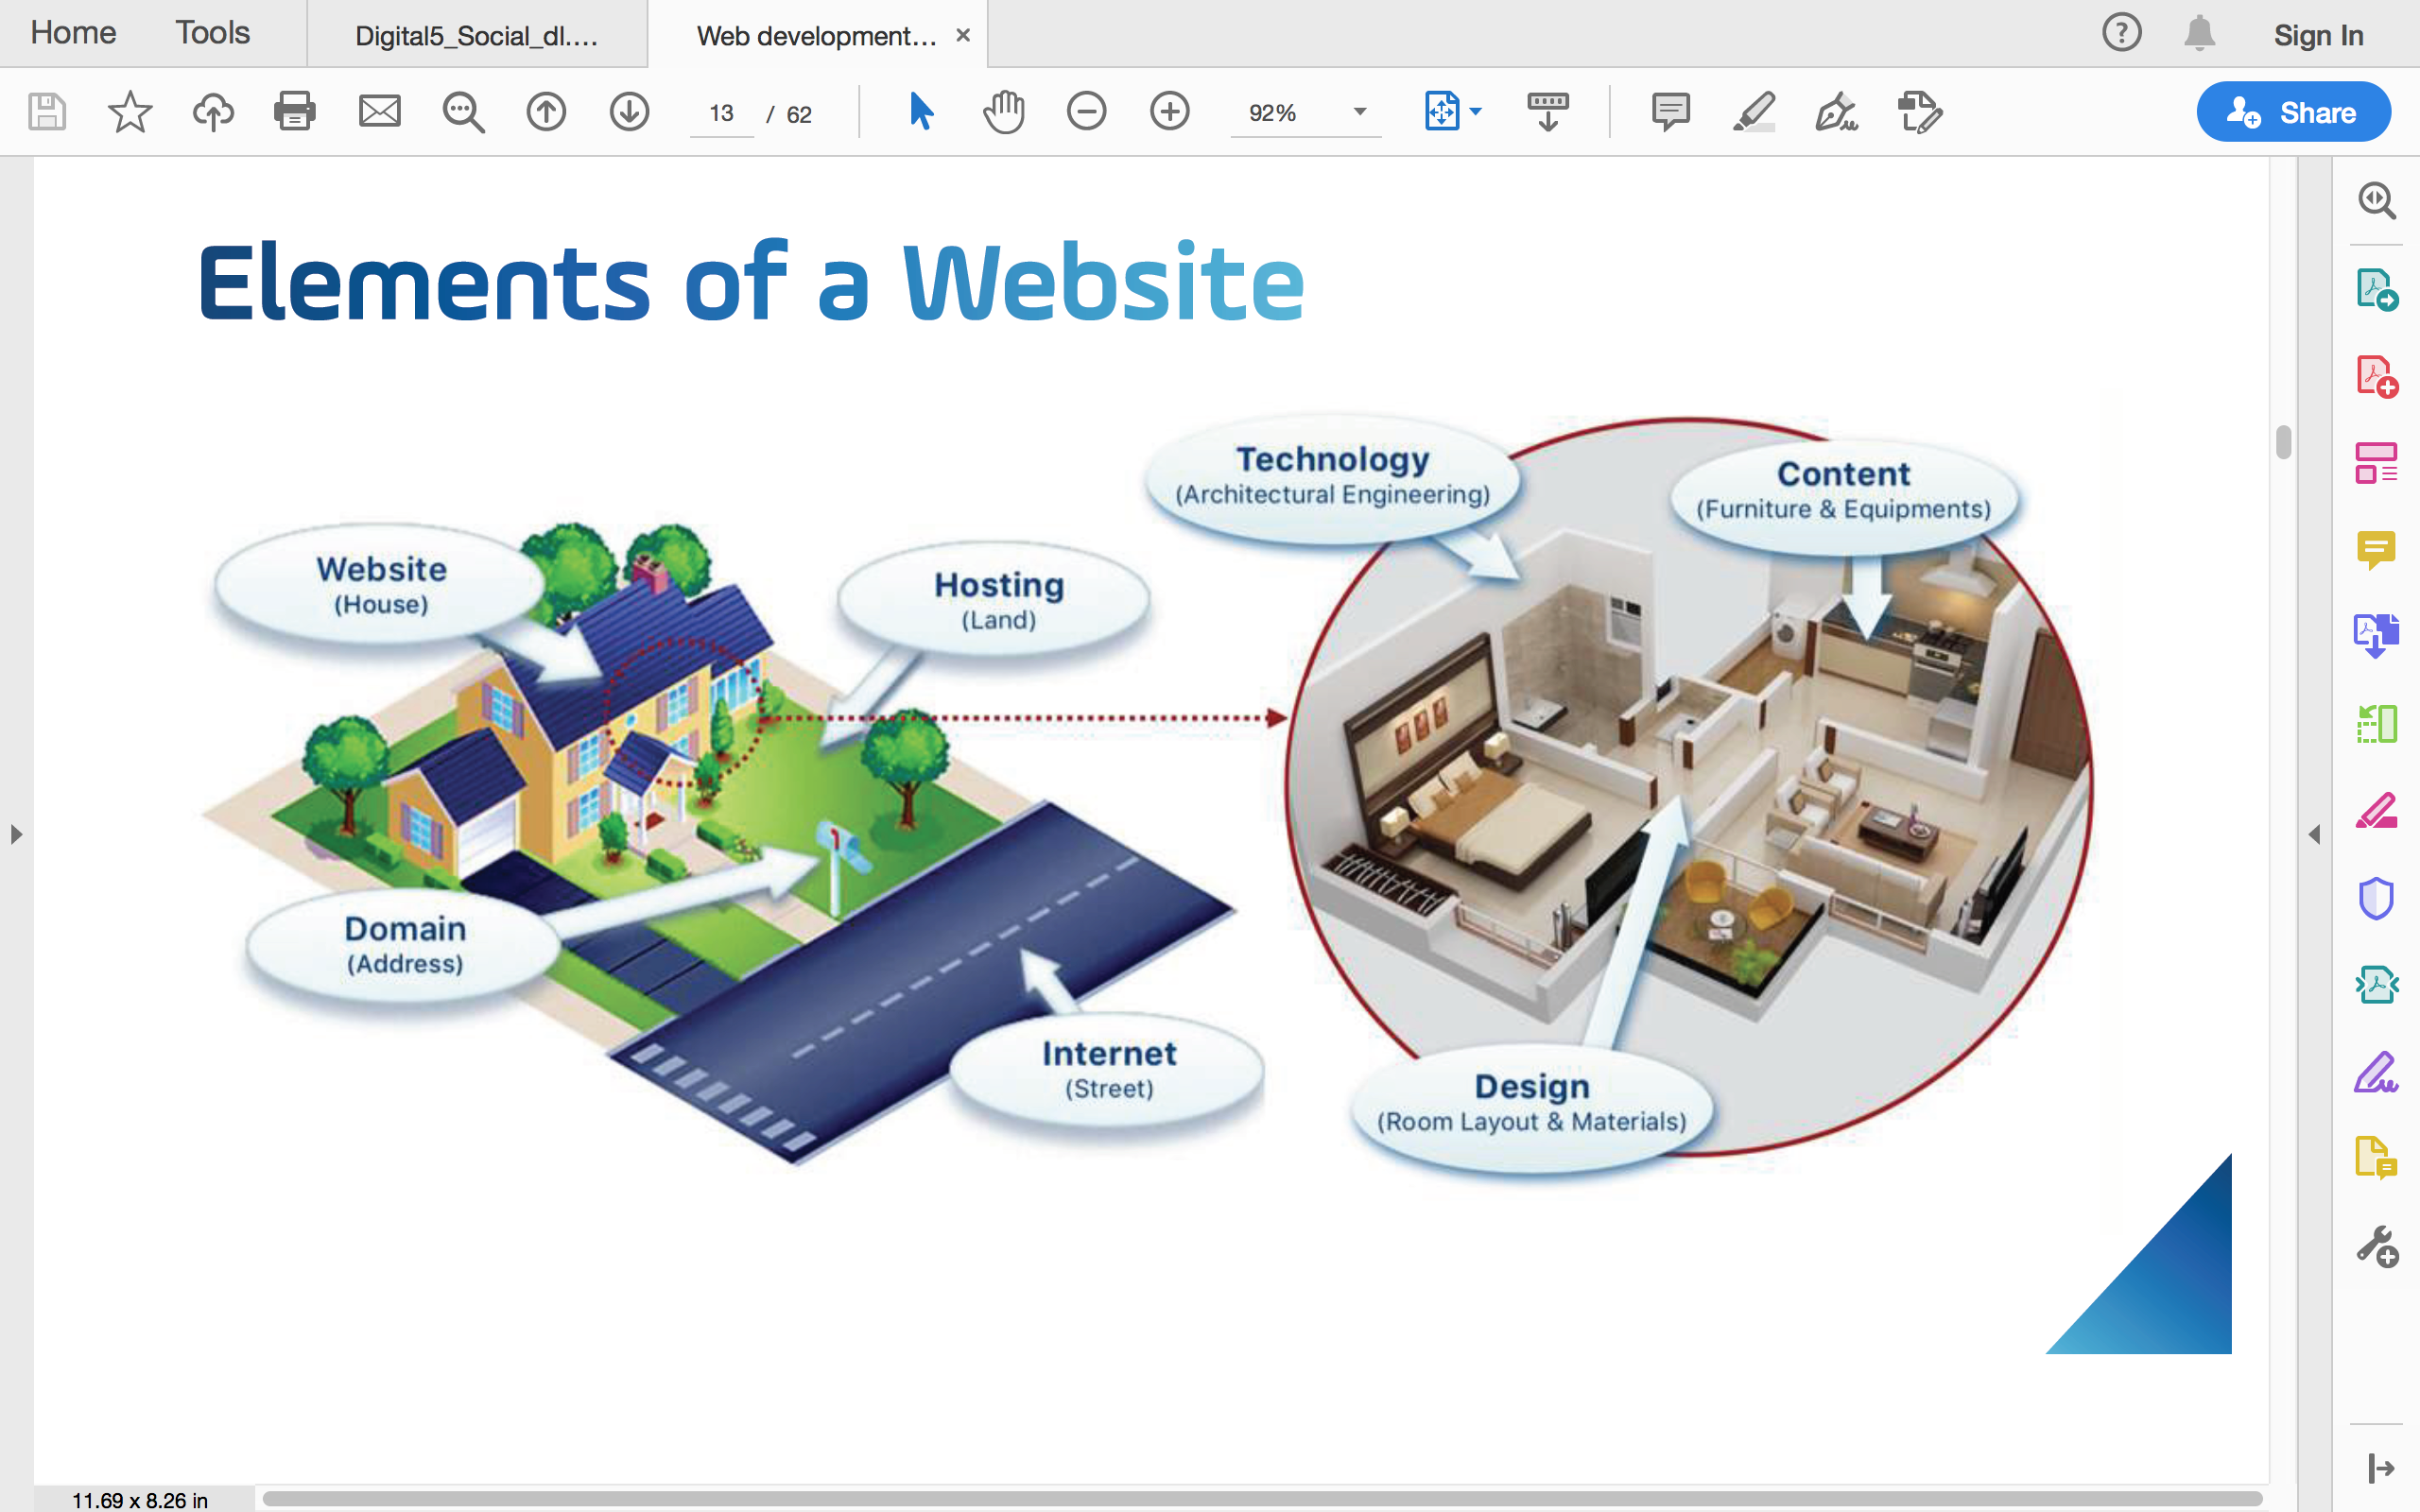 Home
Tools
Digital5_Social_dl....
Web development...
Sign In
13 / 62
92%
Share
Elements of a Website
Technology
(Architectural Engineering)
Content
(Furniture & Equipments)
Website
(House)
Hosting
(Land)
Domain
(Address)
Internet
(Street)
Design
(Room Layout & Materials)
11.69 x 8.26 in